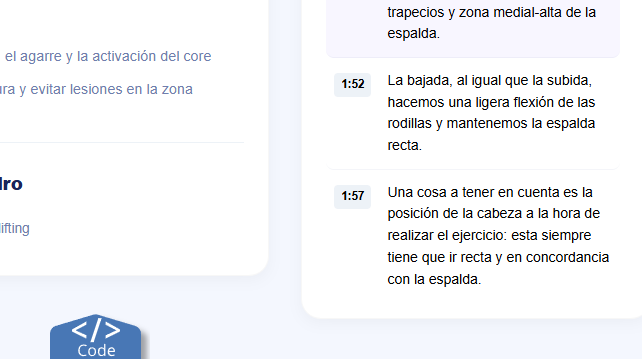 el agarre y la activación del core
y evitar lesiones en la zona
trapecios y zona medial-alta de la
espalda.
1:52
La bajada, al igual que la subida,
hacemos una ligera flexión de las
rodillas y mantenemos la espalda
recta.
1:57
Una cosa a tener en cuenta es la
posición de la cabeza a la hora de
realizar el ejercicio: esta siempre
tiene que ir recta y en concordancia
con la espalda.
</> 
Code